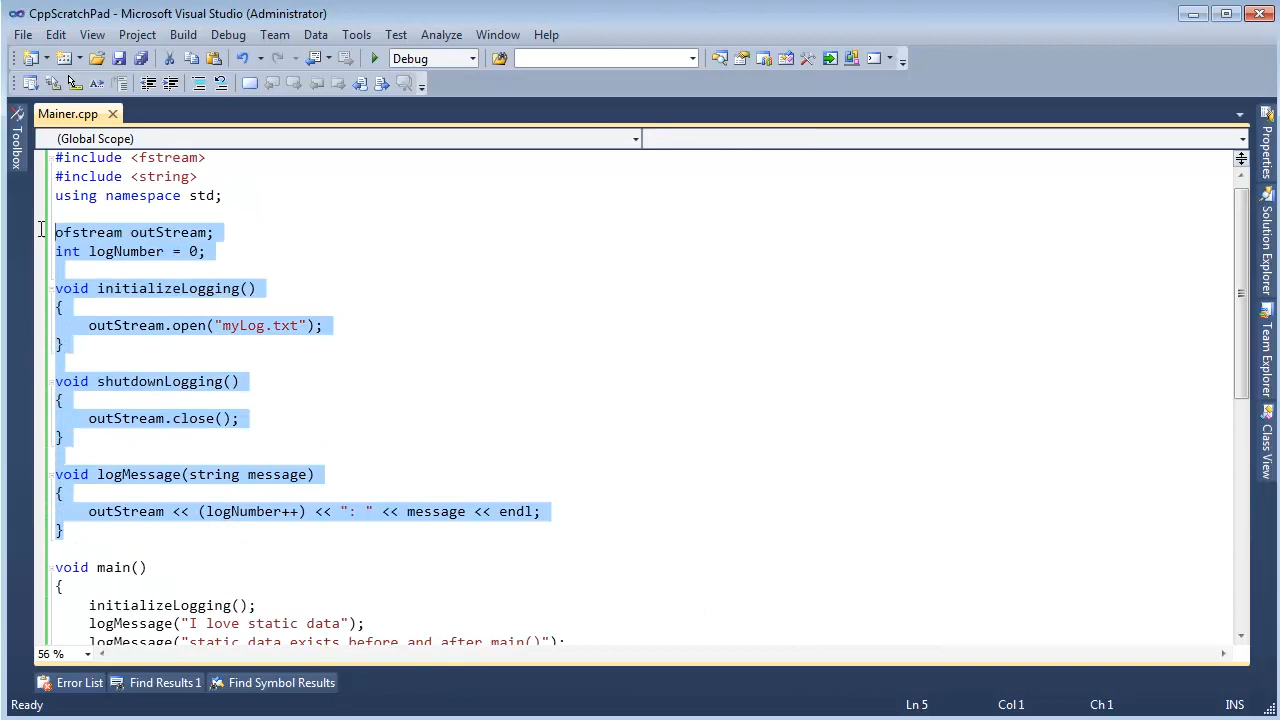 CppScratchPad - Microsoft Visual Studio (Administrator)
File Edit View Project Build Debug Team Data Tools Test Analyze Window Help
Debug
Mainer.cpp
(Global Scope)
#include <fstream>
#include <string>
using namespace std;
ofstream outStream;
int logNumber = 0;
void initializeLogging()
{
outStream.open("myLog.txt");
}
void shutdownLogging()
{
outStream.close();
}
void logMessage(string message)
{
outStream << (logNumber++) << ": " << message << endl;
}
void main()
{
initializeLogging();
logMessage("I love static data");
logMessage("static data exists before and after main()");
56 %
Toolbox
Properties
Solution Explorer
Team Explorer
Class View
Error List Find Results 1 Find Symbol Results
Ready Ln 5 Col 1 Ch 1 INS